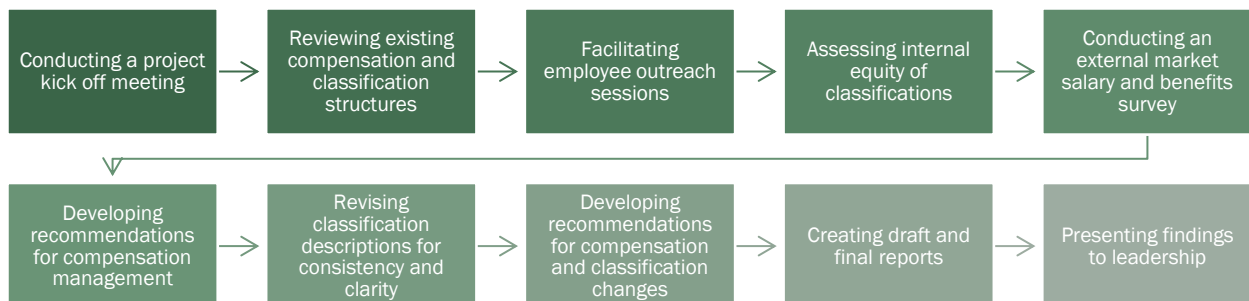 Conducting a project
kick off meeting
Reviewing existing
compensation and
classification
structures
Facilitating
employee outreach
sessions
Assessing internal
equity of
classifications
Conducting an
external market
salary and benefits
survey
Developing
recommendations
for compensation
management
Revising
classification
descriptions for
consistency and
clarity
Developing
recommendations
for compensation
and classification
changes
Creating draft and
final reports
Presenting findings
to leadership